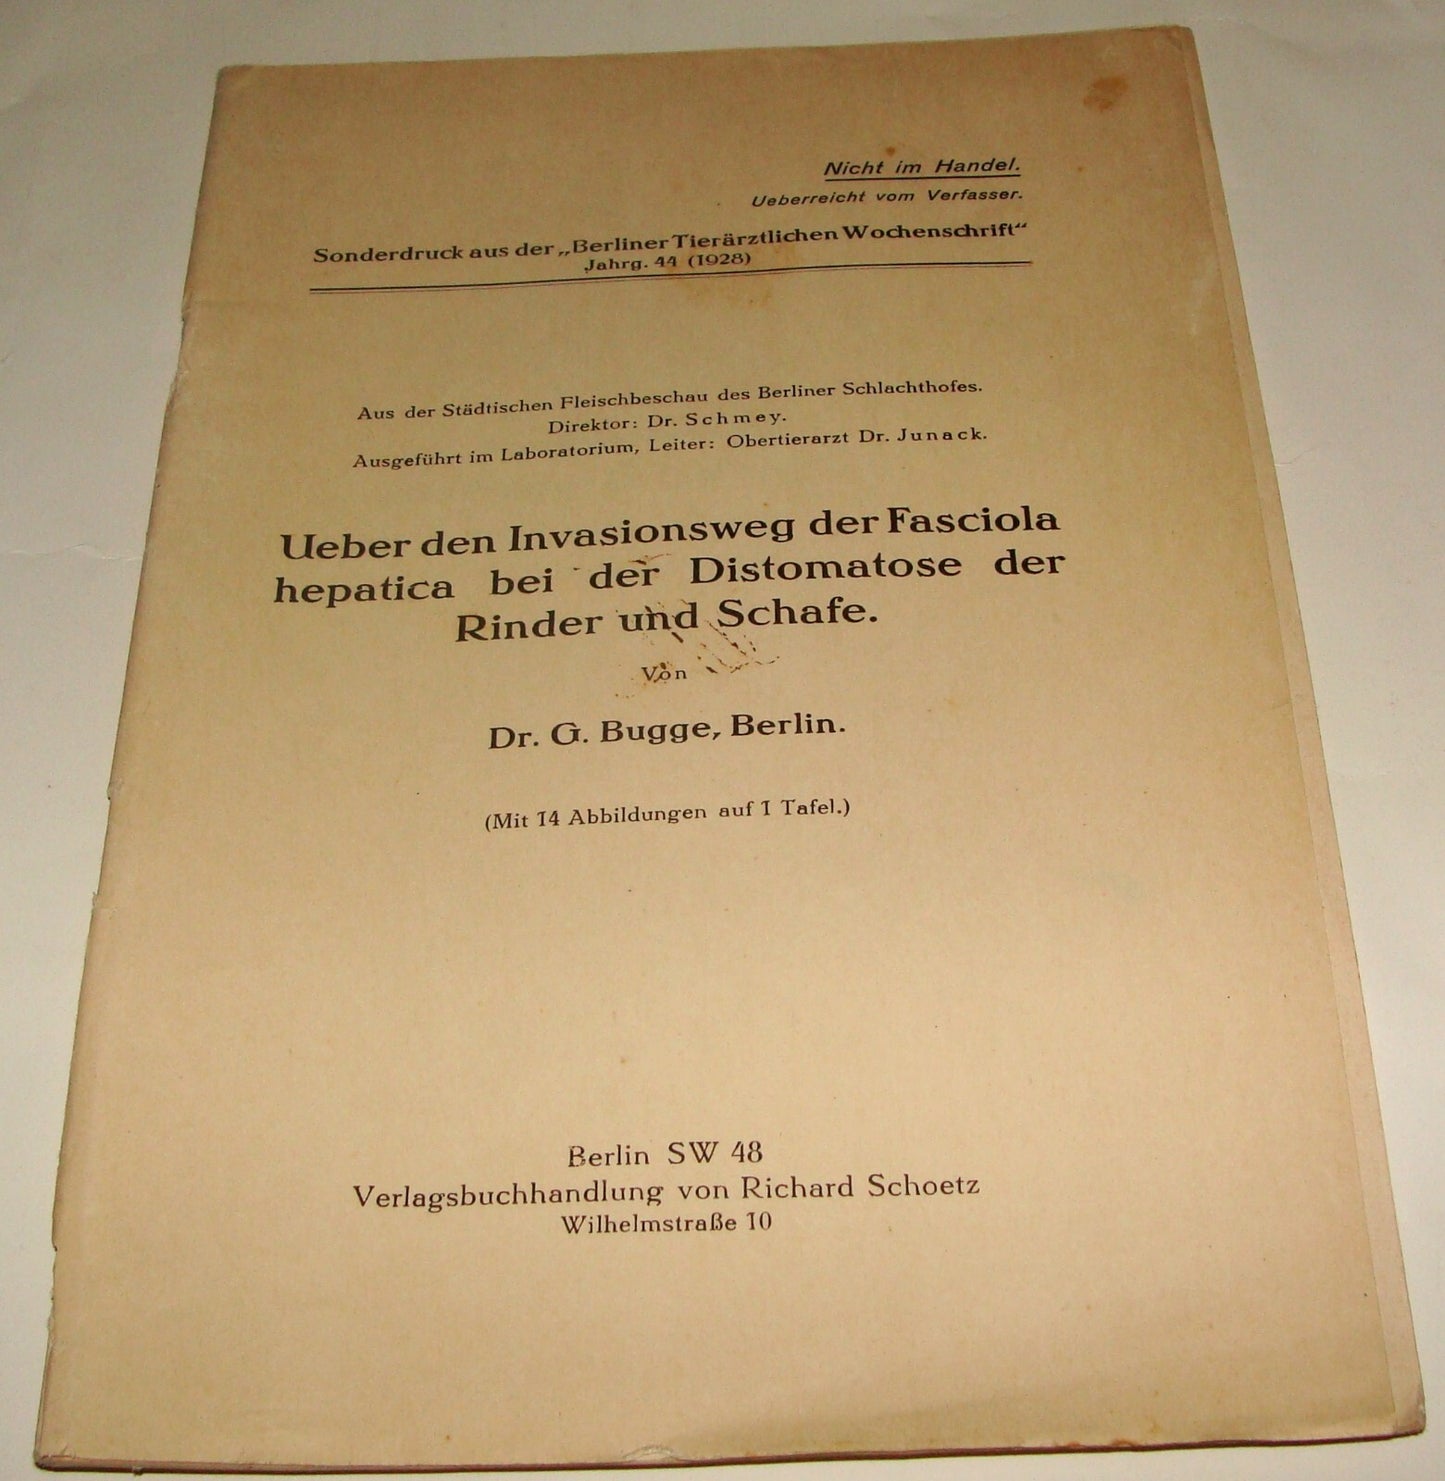 Nicht im Handel.
Ueberreicht vom Verfasser.
Sonderdruck aus der „Berliner Tierärztlichen Wochenschrift“
Jahrg. 44 (1928)
Aus der Städtischen Fleischbeschau des Berliner Schlachthofes.
Direktor: Dr. Schmey.
Ausgeführt im Laboratorium, Leiter: Obertierarzt Dr. Junack.
Ueber den Invasionsweg der Fasciola
hepatica bei der Distomatose der
Rinder und Schafe.
Von
Dr. G. Bugge, Berlin.
(Mit 14 Abbildungen auf 1 Tafel.)
Berlin SW 48
Verlagsbuchhandlung von Richard Schoetz
Wilhelmstraße 10